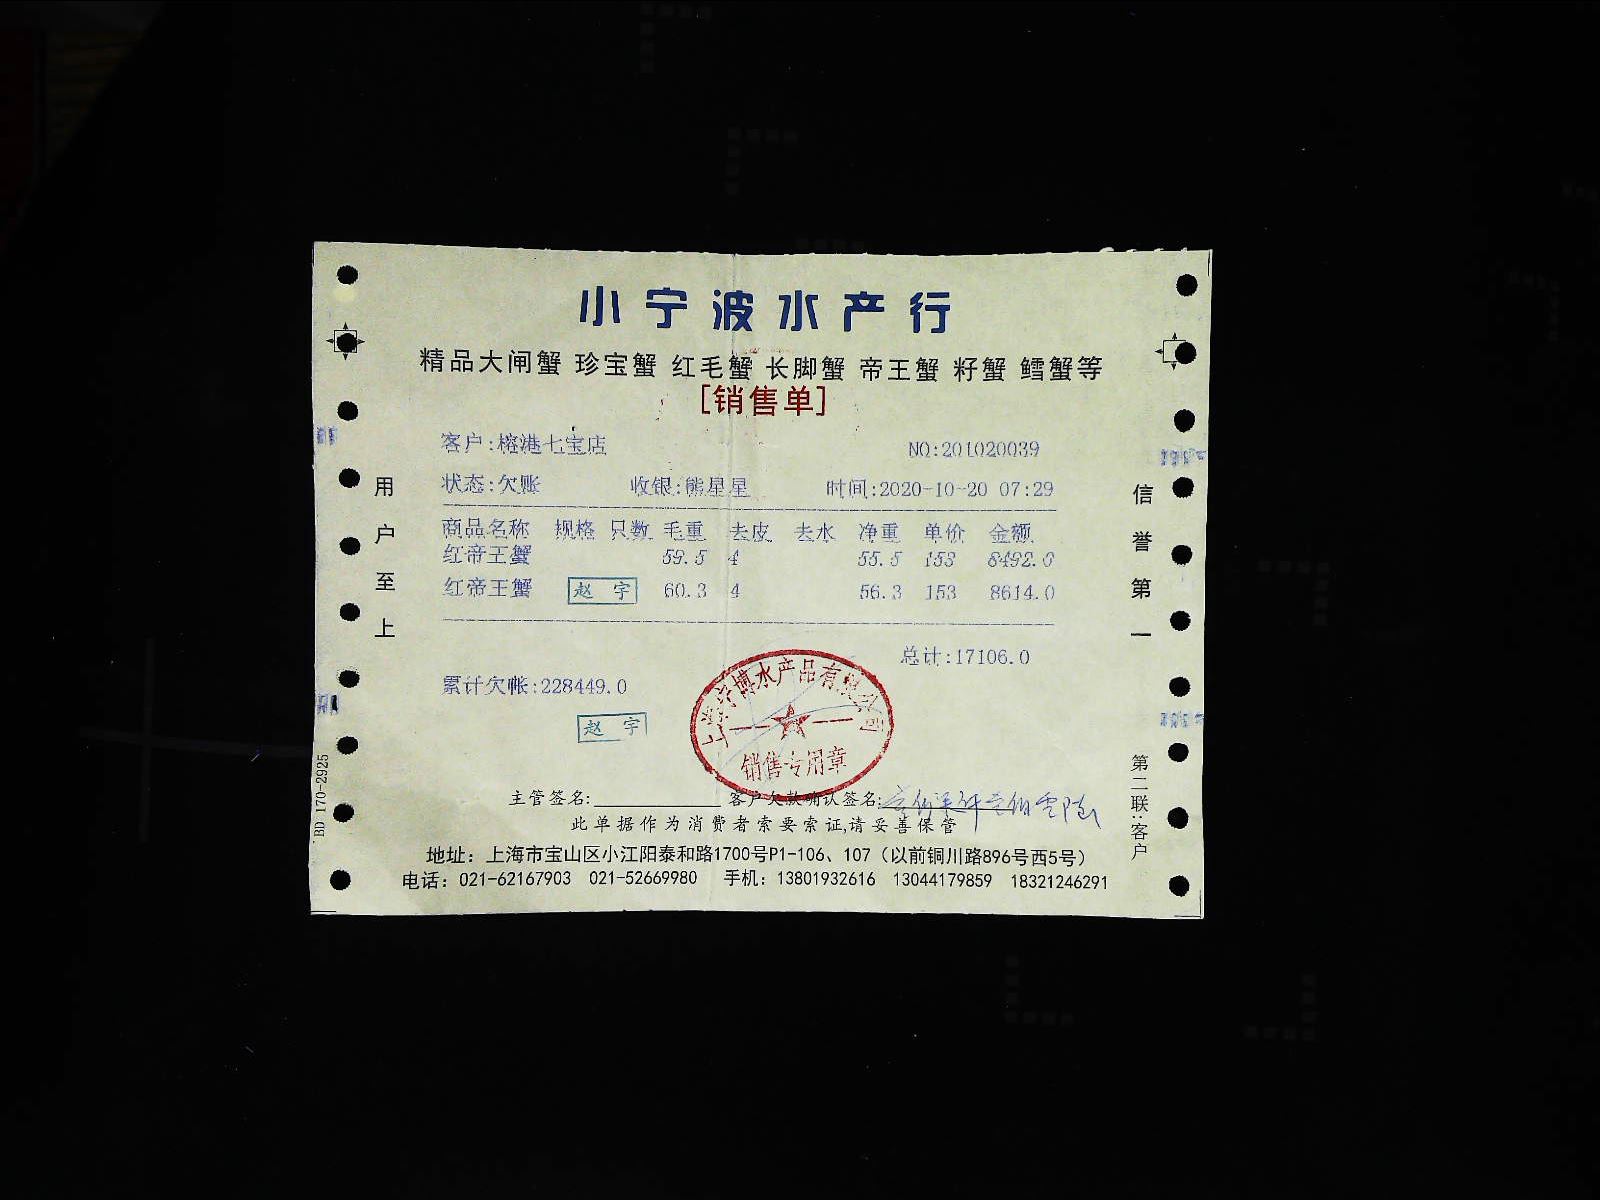 小宁波水产行
精品大闸蟹 珍宝蟹 红毛蟹 长脚蟹 帝王蟹 籽蟹 鳕蟹等
[销售单]
客户:榕港七宝店 NO:201020039
状态:欠账 收银:熊星星 时间:2020-10-20 07:29
商品名称 规格 只数 毛重 去皮 去水 净重 单价 金额
红帝王蟹 59.5 4 55.5 153 8492.0
红帝王蟹 赵宇 60.3 4 56.3 153 8614.0
总计:17106.0
累计欠帐:228449.0
赵宇
上海宁博水产品有限公司
销售专用章
主管签名: 客户欠款确认签名:
此单据作为消费者索要索证,请妥善保管
地址：上海市宝山区小江阳泰和路1700号P1-106、107（以前铜川路896号西5号）
电话：021-62167903 021-52669980 手机：13801932616 13044179859 18321246291
用户至上
信誉第一
第二联:客户
BD 170-2925